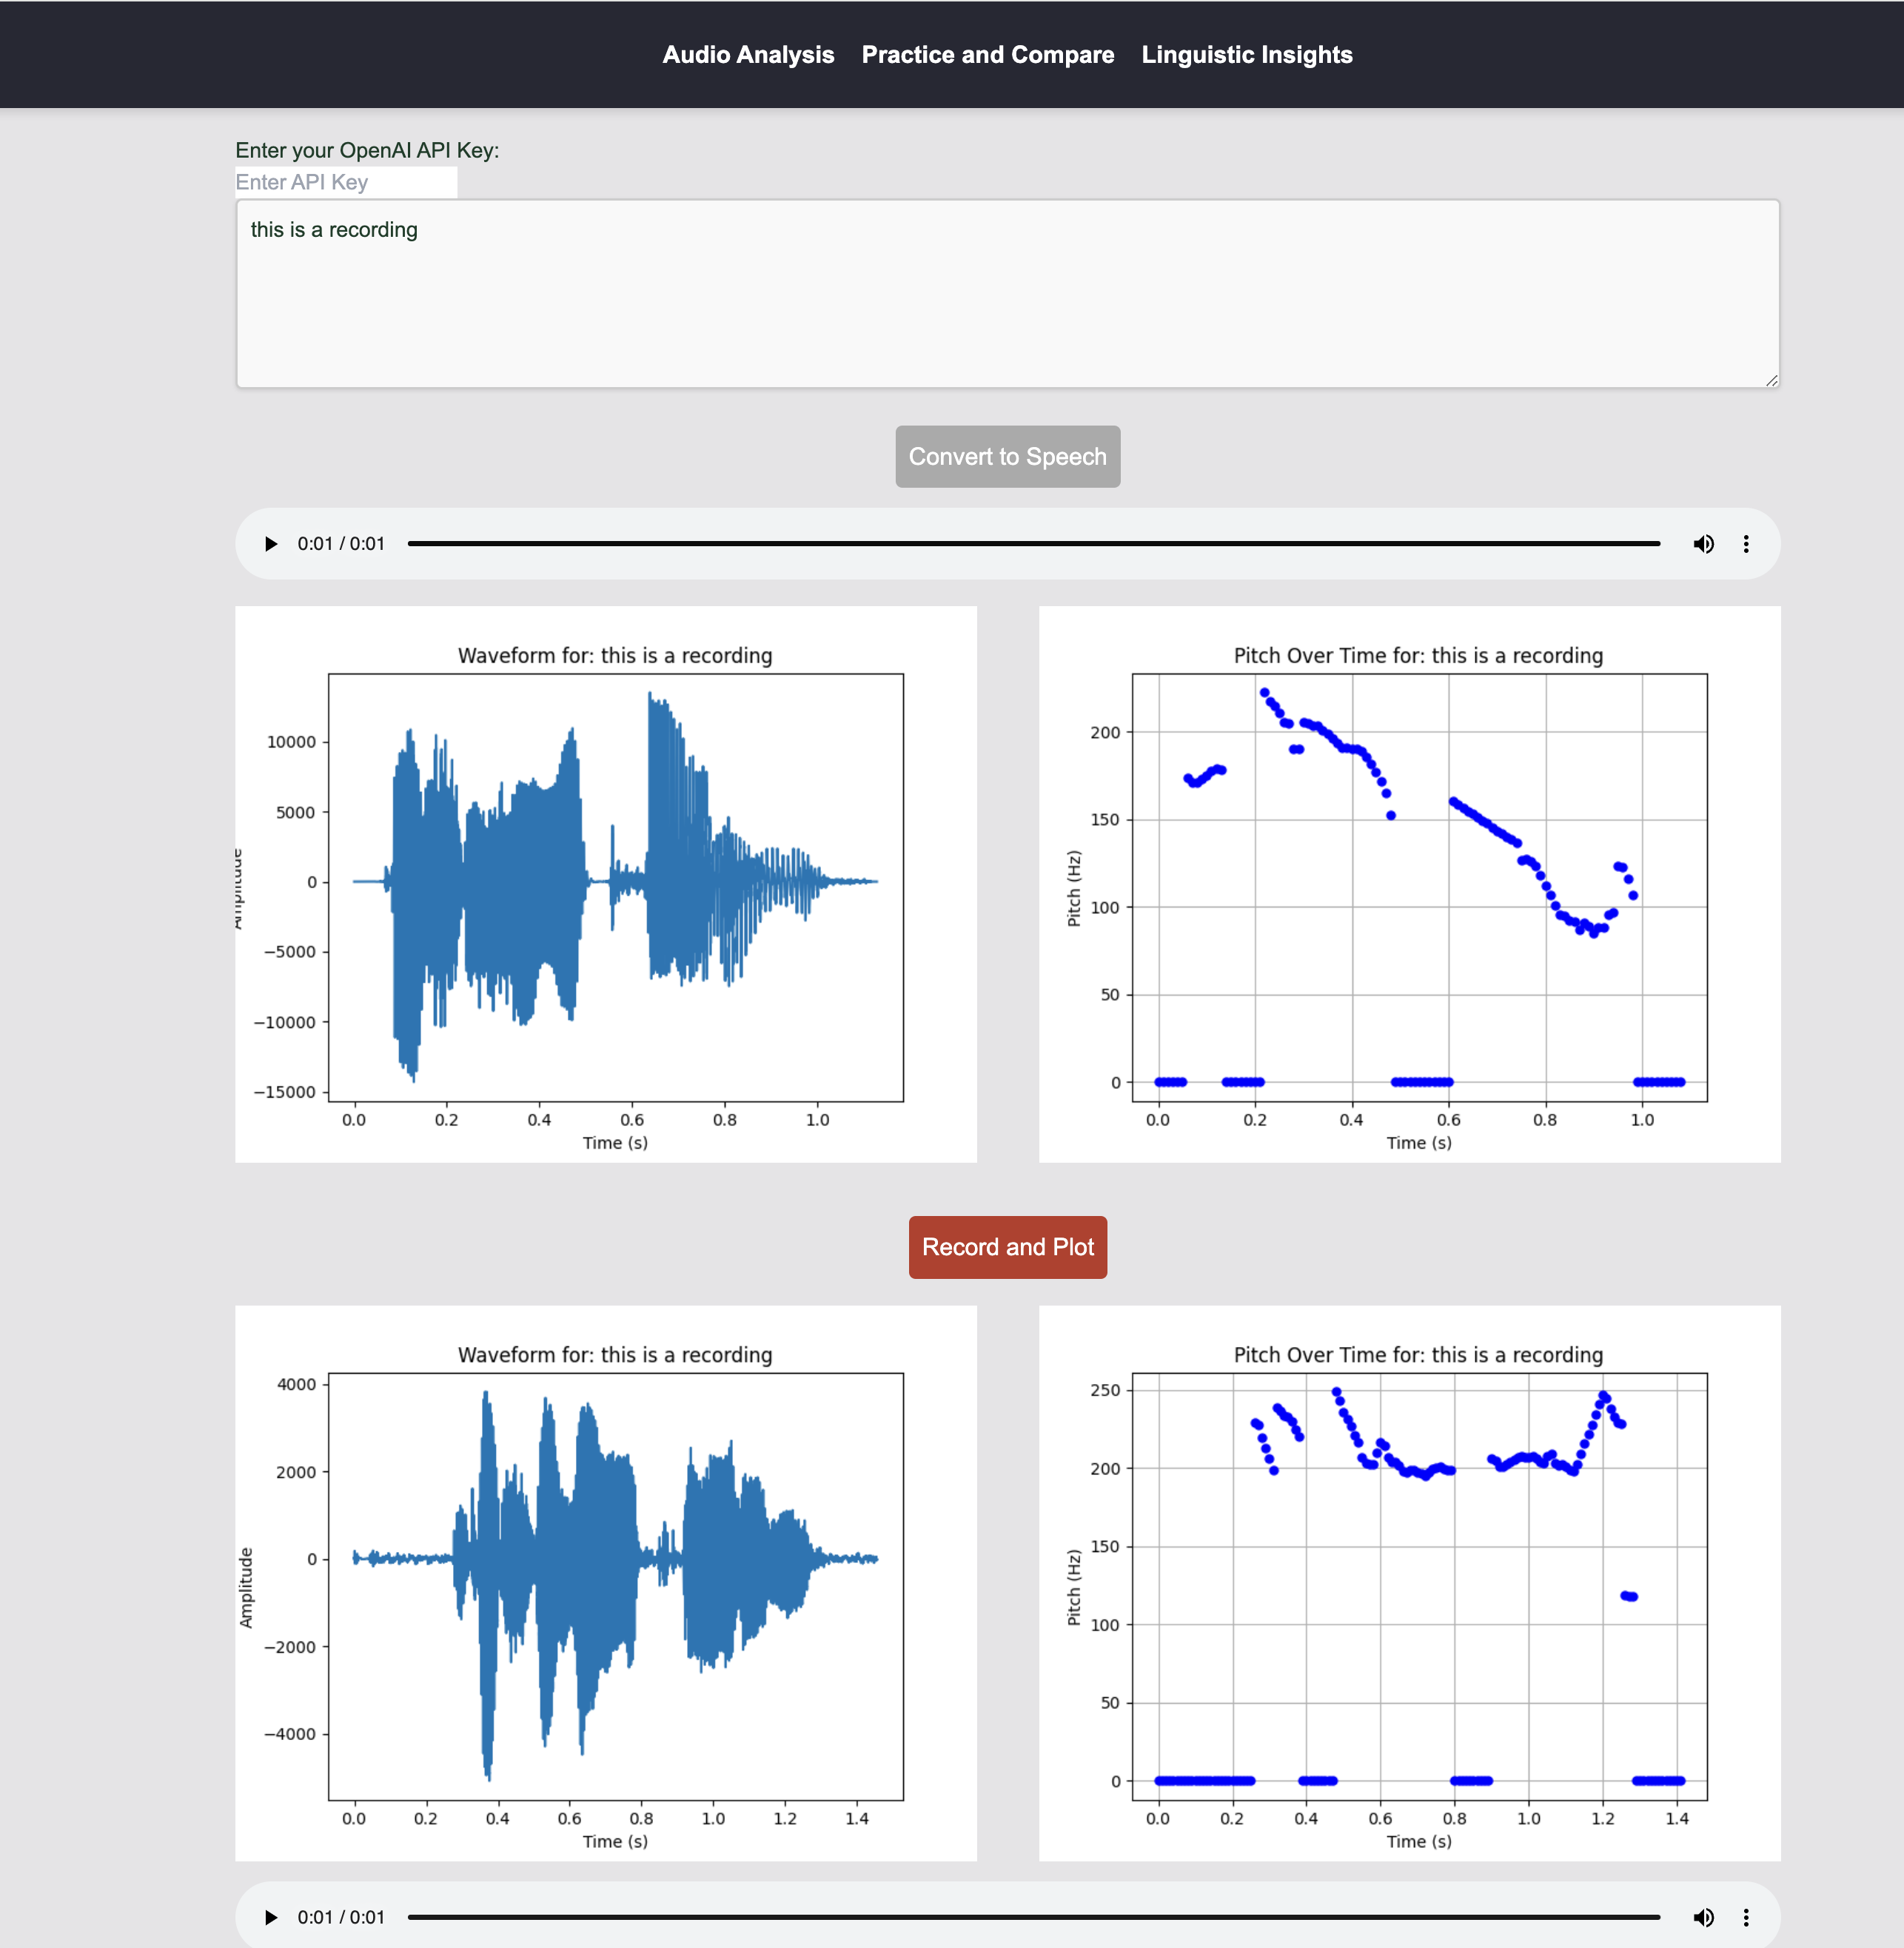 Audio Analysis Practice and Compare Linguistic Insights
Enter your OpenAI API Key:
Enter API Key
this is a recording
Convert to Speech
0:01 / 0:01
Waveform for: this is a recording
10000
5000
0
−5000
−10000
−15000
Amplitude
0.0 0.2 0.4 0.6 0.8 1.0
Time (s)
Pitch Over Time for: this is a recording
200
150
100
50
0
Pitch (Hz)
0.0 0.2 0.4 0.6 0.8 1.0
Time (s)
Record and Plot
Waveform for: this is a recording
4000
2000
0
−2000
−4000
Amplitude
0.0 0.2 0.4 0.6 0.8 1.0 1.2 1.4
Time (s)
Pitch Over Time for: this is a recording
250
200
150
100
50
0
Pitch (Hz)
0.0 0.2 0.4 0.6 0.8 1.0 1.2 1.4
Time (s)
0:01 / 0:01